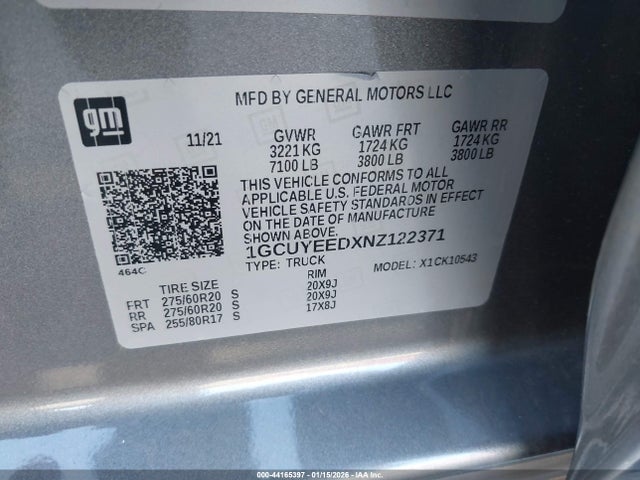 gm
MFD BY GENERAL MOTORS LLC
11/21 GVWR GAWR FRT GAWR RR
3221 KG 1724 KG 1724 KG
7100 LB 3800 LB 3800 LB
THIS VEHICLE CONFORMS TO ALL
APPLICABLE U.S. FEDERAL MOTOR
VEHICLE SAFETY STANDARDS IN EFFECT
ON THE DATE OF MANUFACTURE
SHOWN ABOVE.
1GCUYEEDXNZ122371
TYPE: TRUCK MODEL: X1CK10543
464C
TIRE SIZE RIM
FRT 275/60R20 S 20X9J
RR 275/60R20 S 20X9J
SPA 255/80R17 S 17X8J
000-44165397 - 01/15/2026 - IAA Inc.